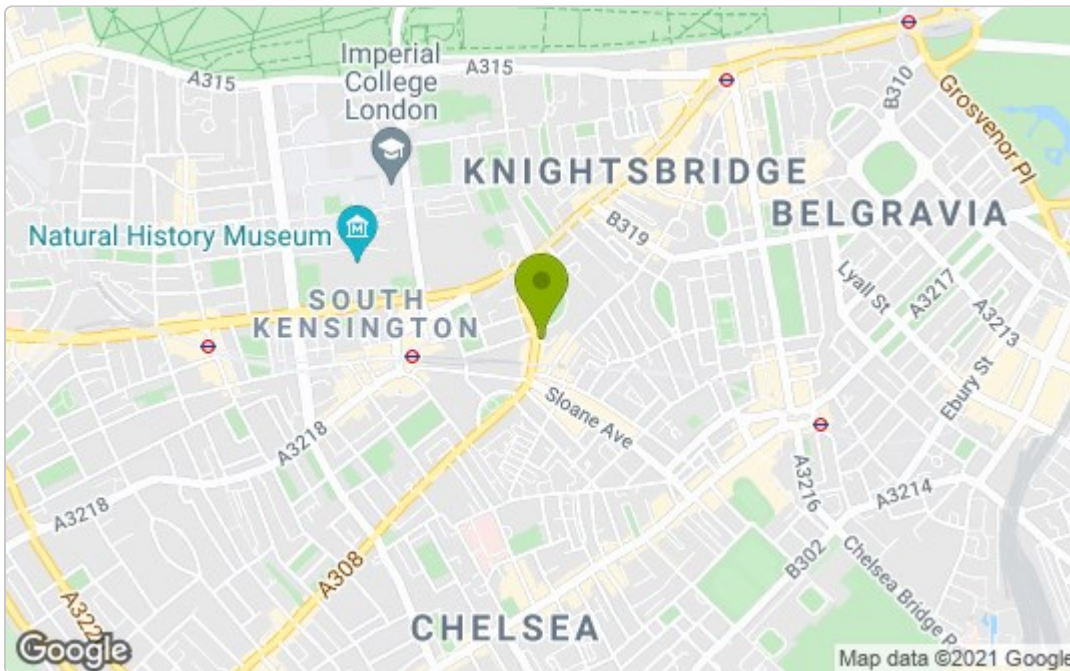 A315
Imperial
College
London
A315
B310
Grosvenor Pl
KNIGHTSBRIDGE
BELGRAVIA
Natural History Museum
M
B319
Lyall St
A3217
SOUTH
KENSINGTON
A3213
Ebury St
Sloane Ave
A3218
A3218
A3216
A3214
A308
B302
Chelsea Bridge R
A322
CHELSEA
Google
Map data ©2021 Google